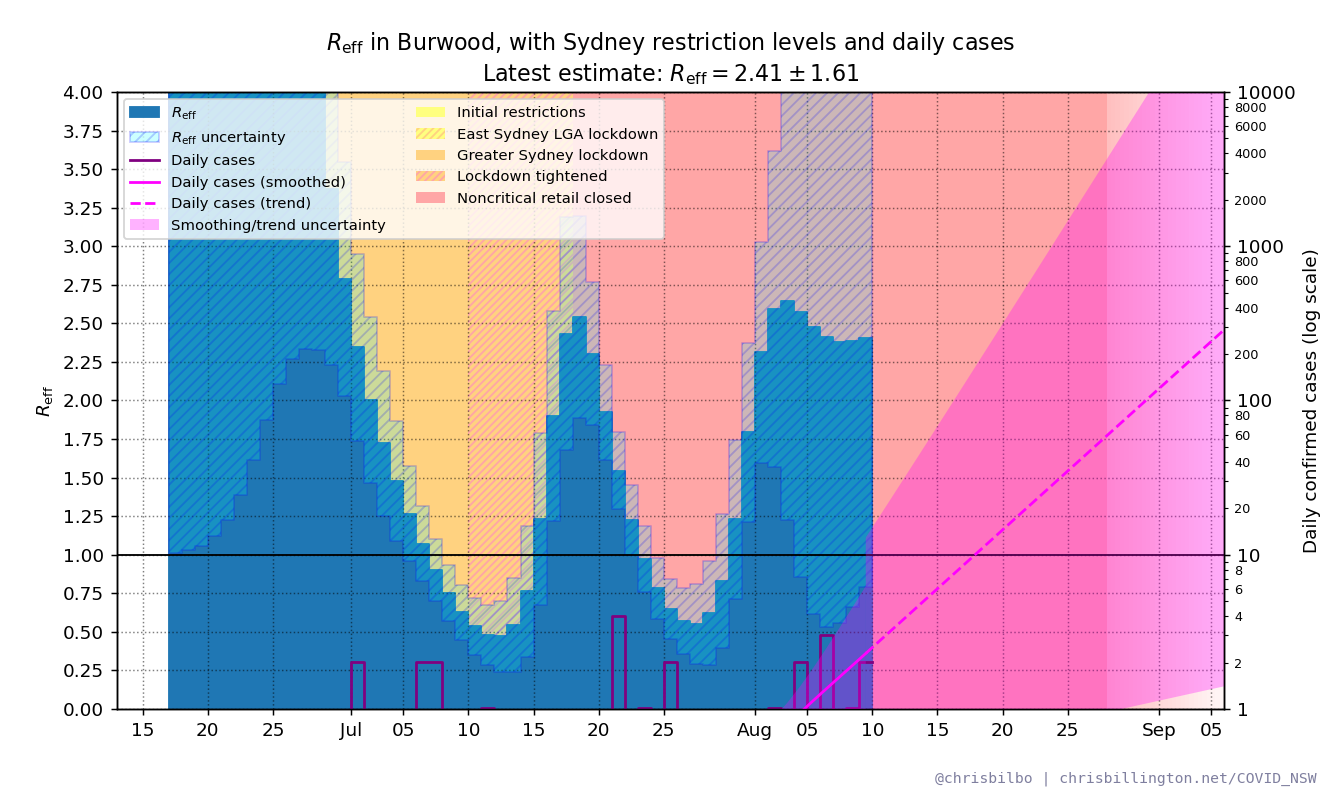 Reff in Burwood, with Sydney restriction levels and daily cases
Latest estimate: Reff = 2.41 ± 1.61
Reff
Reff uncertainty
Daily cases
Daily cases (smoothed)
Daily cases (trend)
Smoothing/trend uncertainty
Initial restrictions
East Sydney LGA lockdown
Greater Sydney lockdown
Lockdown tightened
Noncritical retail closed
Reff
4.00
3.75
3.50
3.25
3.00
2.75
2.50
2.25
2.00
1.75
1.50
1.25
1.00
0.75
0.50
0.25
0.00
10000
8000
6000
4000
2000
1000
800
600
400
200
100
80
60
40
20
10
8
6
4
2
1
Daily confirmed cases (log scale)
15 20 25 Jul 05 10 15 20 25 Aug 05 10 15 20 25 Sep 05
@chrisbilbo | chrisbillington.net/COVID_NSW